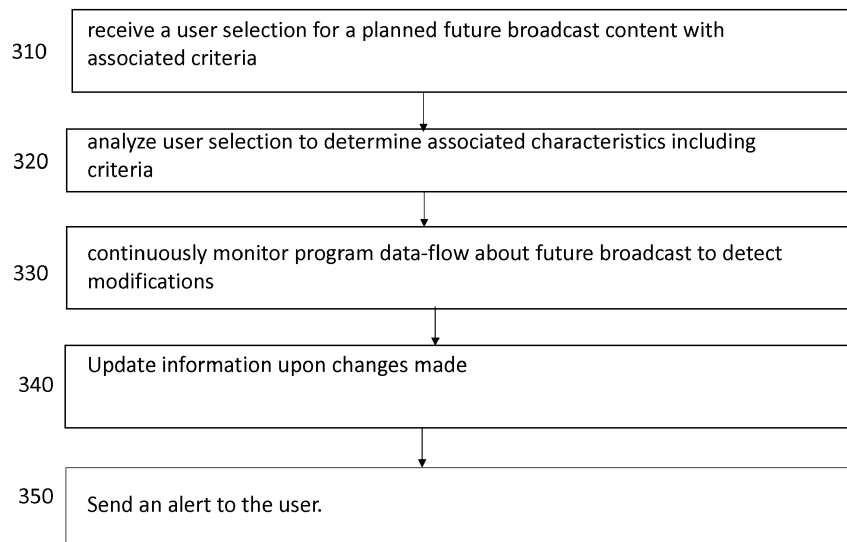 310
receive a user selection for a planned future broadcast content with
associated criteria
320
analyze user selection to determine associated characteristics including
criteria
330
continuously monitor program data-flow about future broadcast to detect
modifications
340
Update information upon changes made
350
Send an alert to the user.